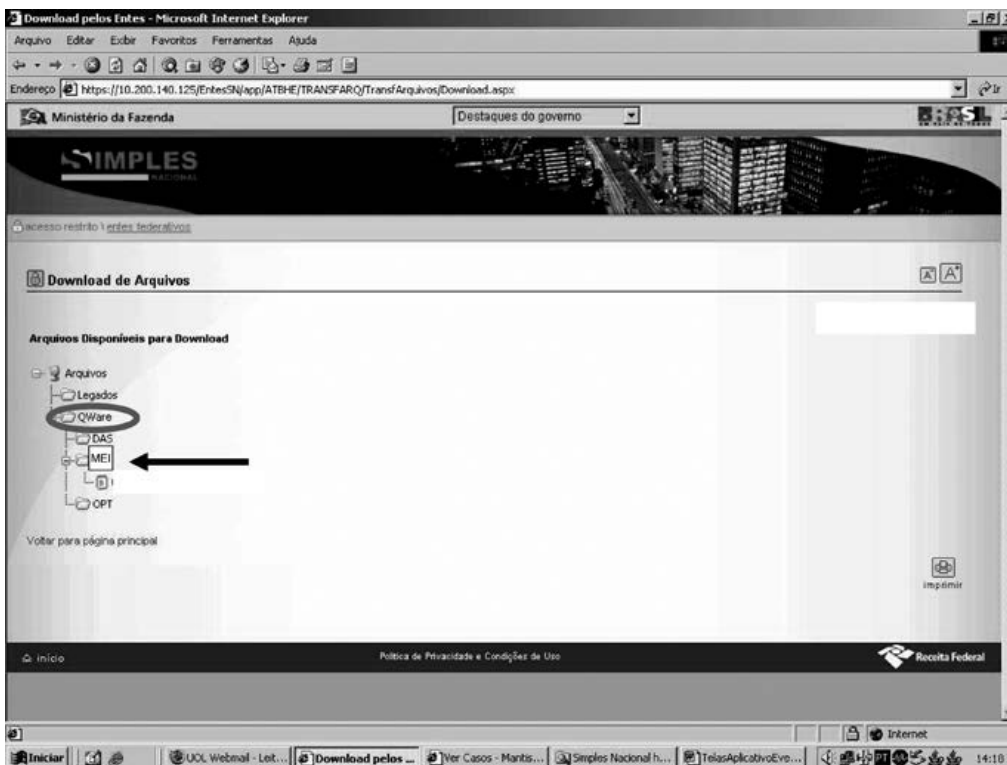 Download pelos Entes - Microsoft Internet Explorer
Arquivo Editar Exibir Favoritos Ferramentas Ajuda
Endereço https://10.200.140.125/EntesSN/app/ATBHE/TRANSFARQ/TransfArquivos/Download.aspx Ir
Ministério da Fazenda Destaques do governo BRASIL
SIMPLES
NACIONAL
acesso restrito \ entes federativos
Download de Arquivos A A+
Arquivos Disponíveis para Download
Arquivos
Legados
QWare
DAS
MEI
OPT
Voltar para página principal
imprimir
início Política de Privacidade e Condições de Uso Receita Federal
Internet
Iniciar UOL Webmail - Leit... Download pelos ... Ver Casos - Mantis... Simples Nacional h... TelasAplicativoEve... PT 14:10